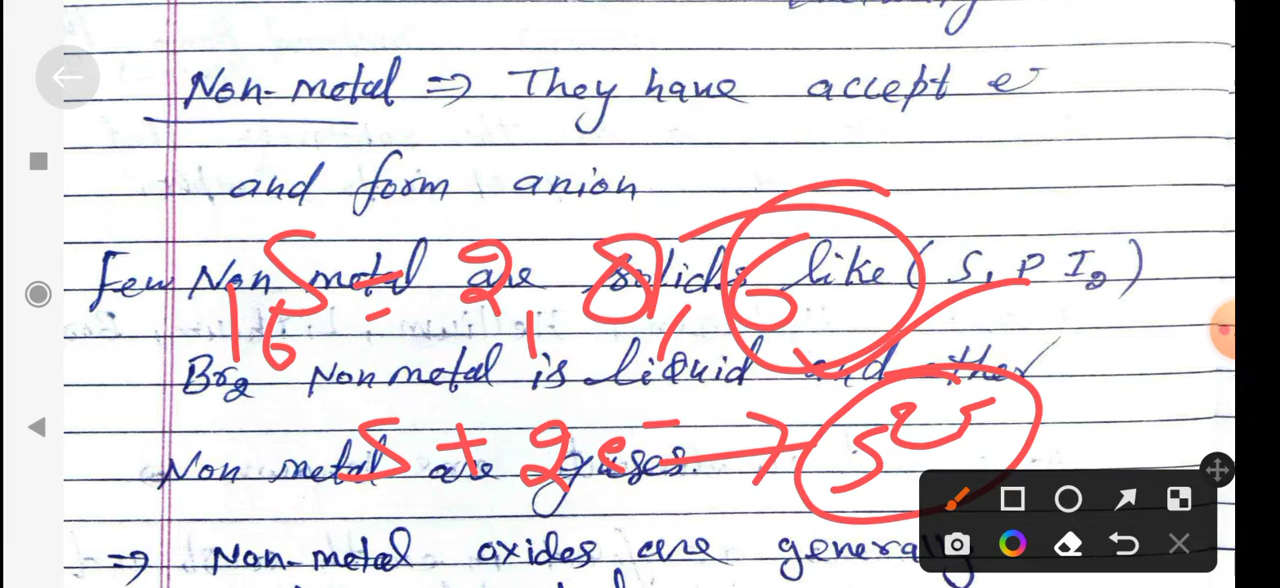 Non-metal ⇒ They have accept e⁻
and form anion
Few Non metal are solids like ( S, P I₂ )
₁₆S = 2, 8, 6
Br₂ Non metal is liquid and other
S + 2e⁻ → S²⁻
Non metal are gases.
⇒ Non-metal oxides are generally